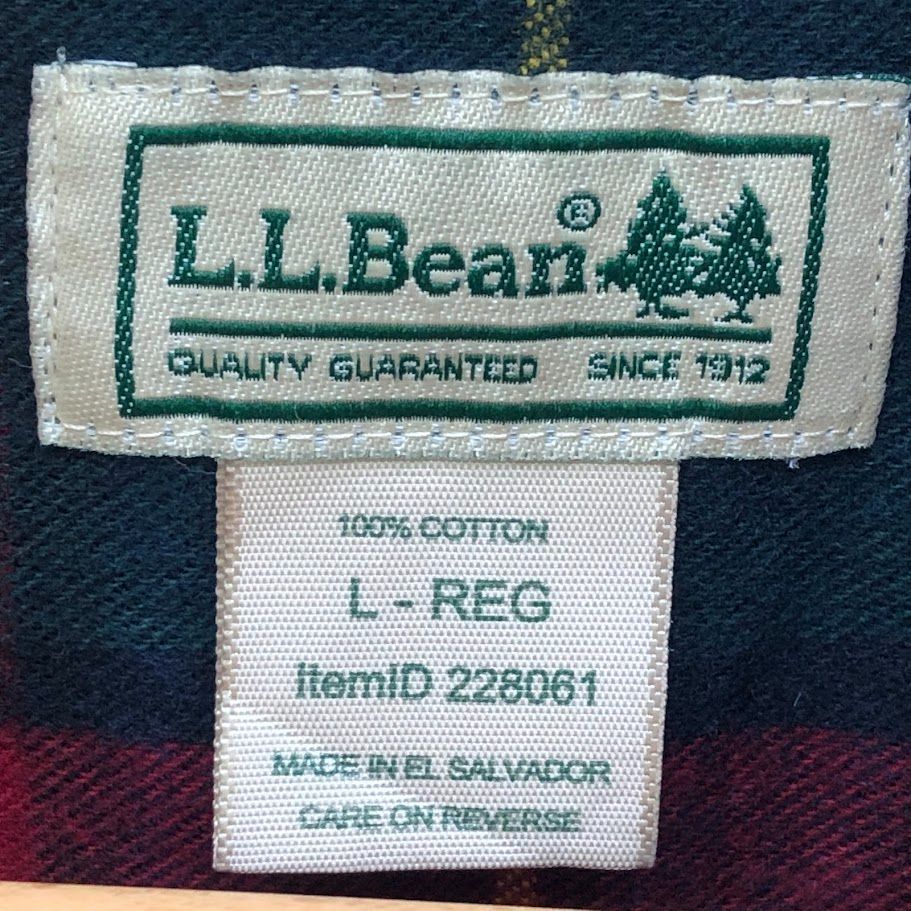 L.L.Bean®
QUALITY GUARANTEED SINCE 1912
100% COTTON
L - REG
ItemID 228061
MADE IN EL SALVADOR
CARE ON REVERSE